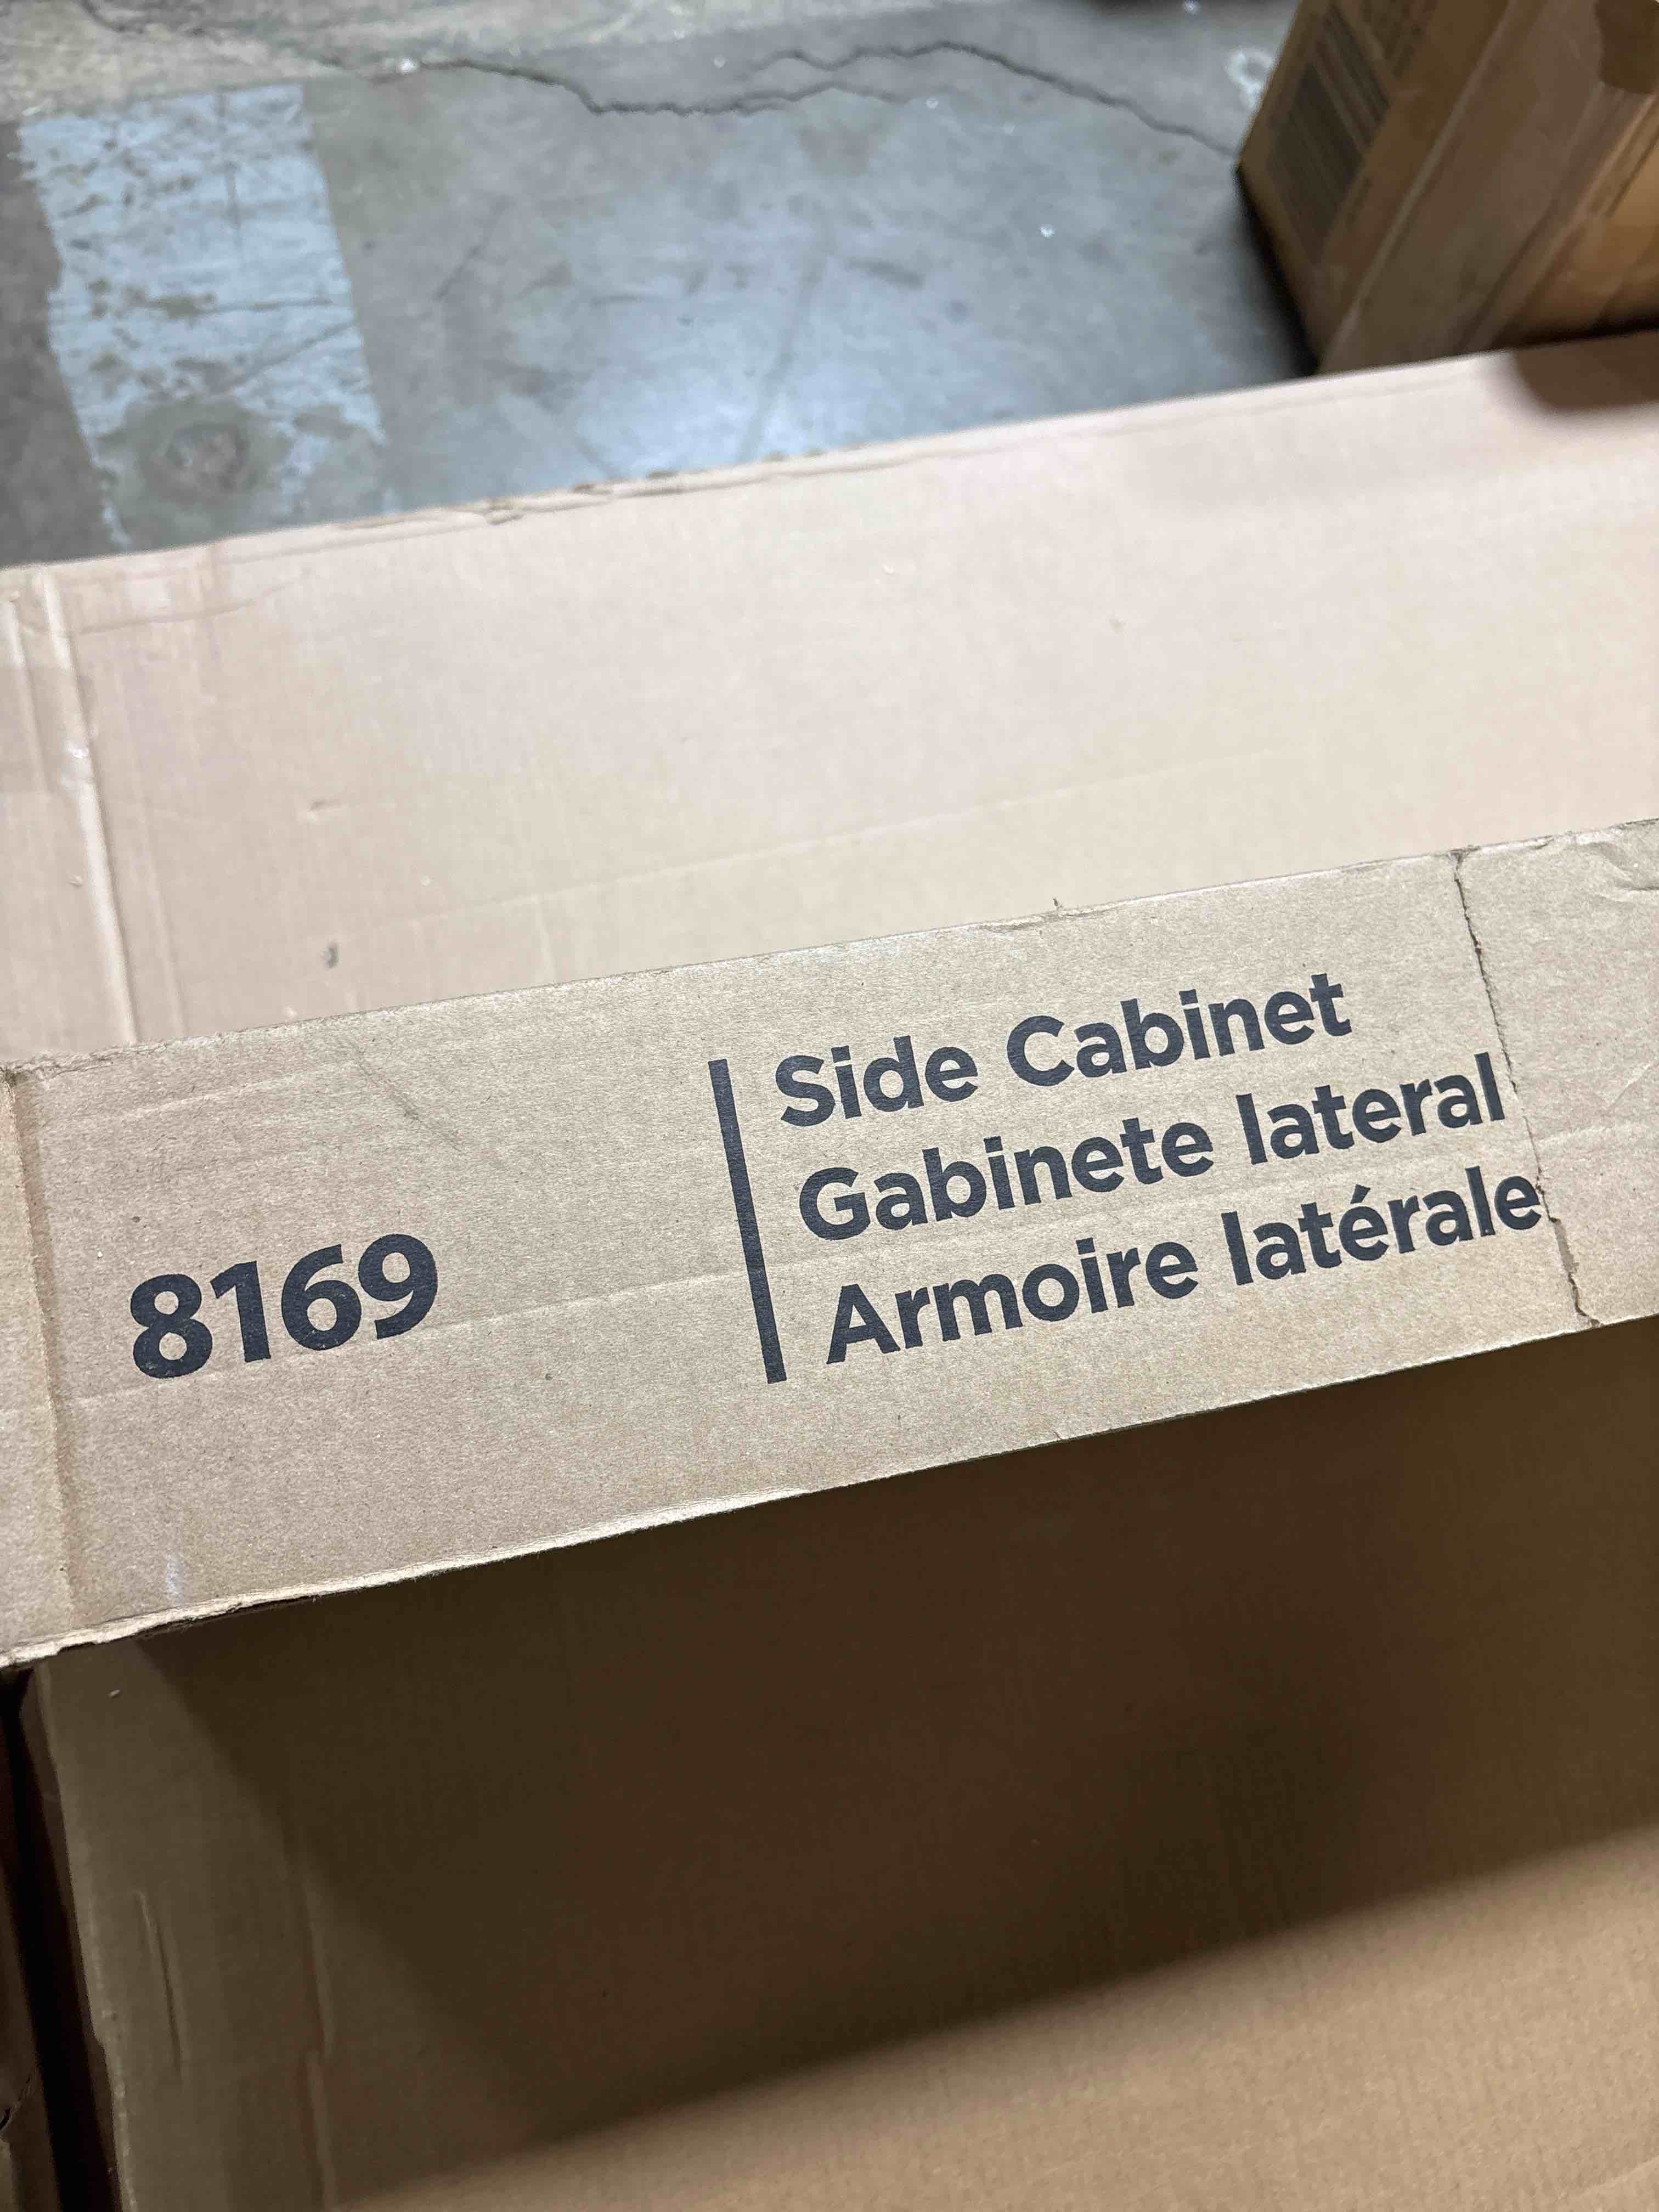 8169
Side Cabinet
Gabinete lateral
Armoire latérale